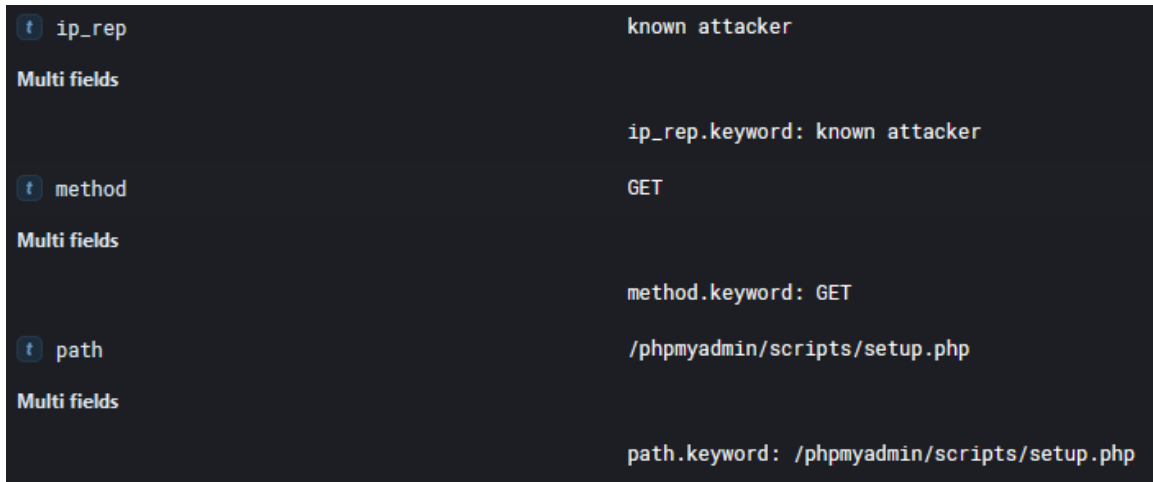 t ip_rep known attacker
Multi fields
ip_rep.keyword: known attacker
t method GET
Multi fields
method.keyword: GET
t path /phpmyadmin/scripts/setup.php
Multi fields
path.keyword: /phpmyadmin/scripts/setup.php